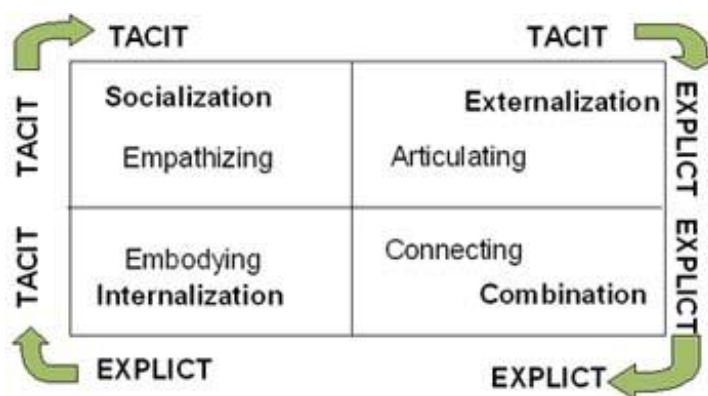 TACIT TACIT
Socialization Externalization
Empathizing Articulating
TACIT EXPLICT
Embodying Connecting
Internalization Combination
TACIT EXPLICT
EXPLICT EXPLICT